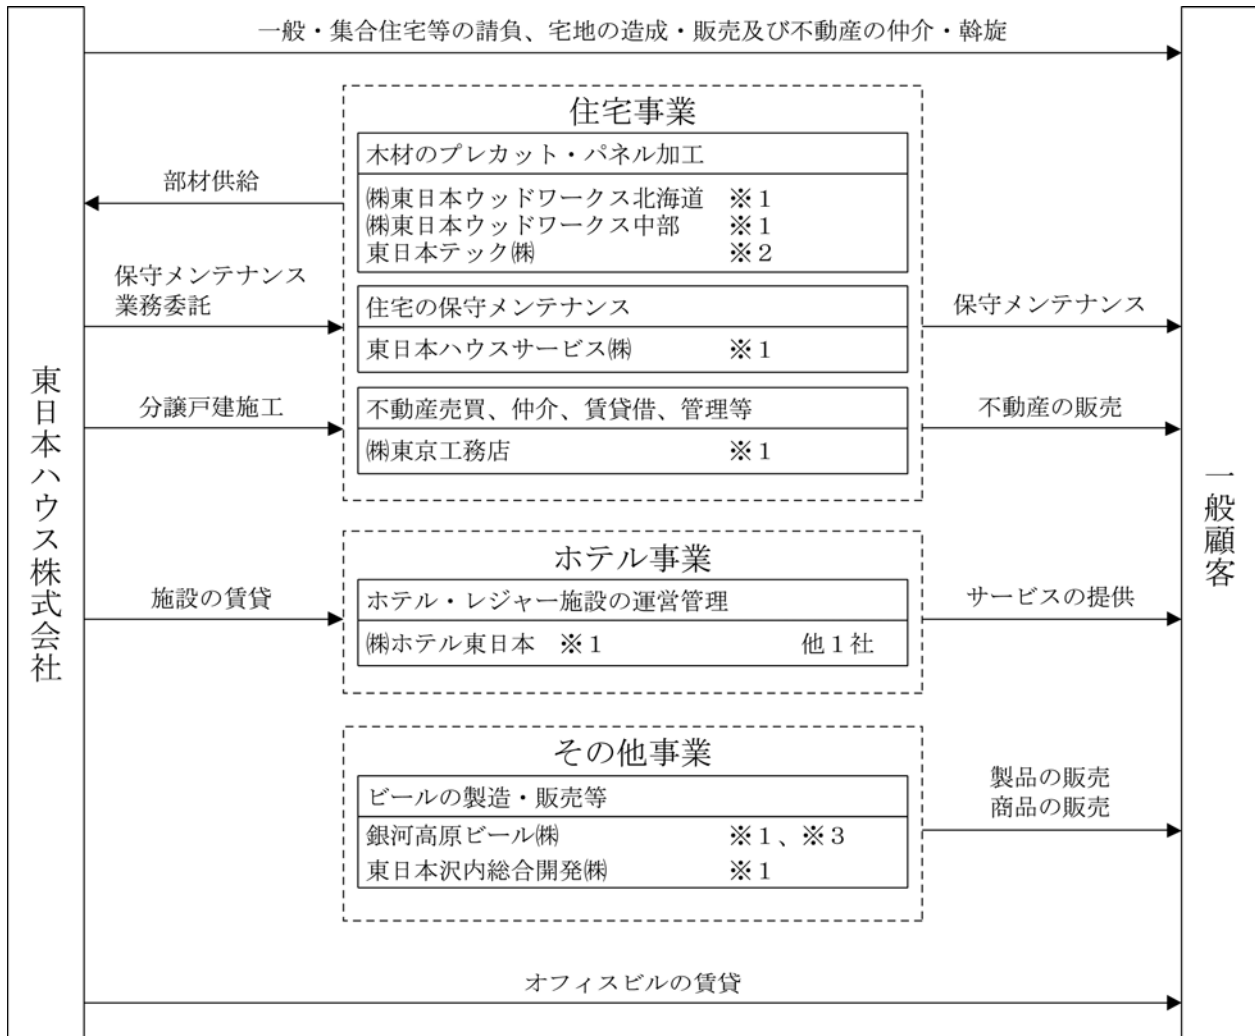 一般・集合住宅等の請負、宅地の造成・販売及び不動産の仲介・斡旋
東日本ハウス株式会社
住宅事業
木材のプレカット・パネル加工
㈱東日本ウッドワークス北海道 ※1
㈱東日本ウッドワークス中部 ※1
東日本テック㈱ ※2
部材供給
保守メンテナンス
業務委託
住宅の保守メンテナンス
東日本ハウスサービス㈱ ※1
保守メンテナンス
分譲戸建施工
不動産売買、仲介、賃貸借、管理等
㈱東京工務店 ※1
不動産の販売
ホテル事業
施設の賃貸
ホテル・レジャー施設の運営管理
㈱ホテル東日本 ※1 他1社
サービスの提供
その他事業
ビールの製造・販売等
銀河高原ビール㈱ ※1、※3
東日本沢内総合開発㈱ ※1
製品の販売
商品の販売
オフィスビルの賃貸
一般顧客